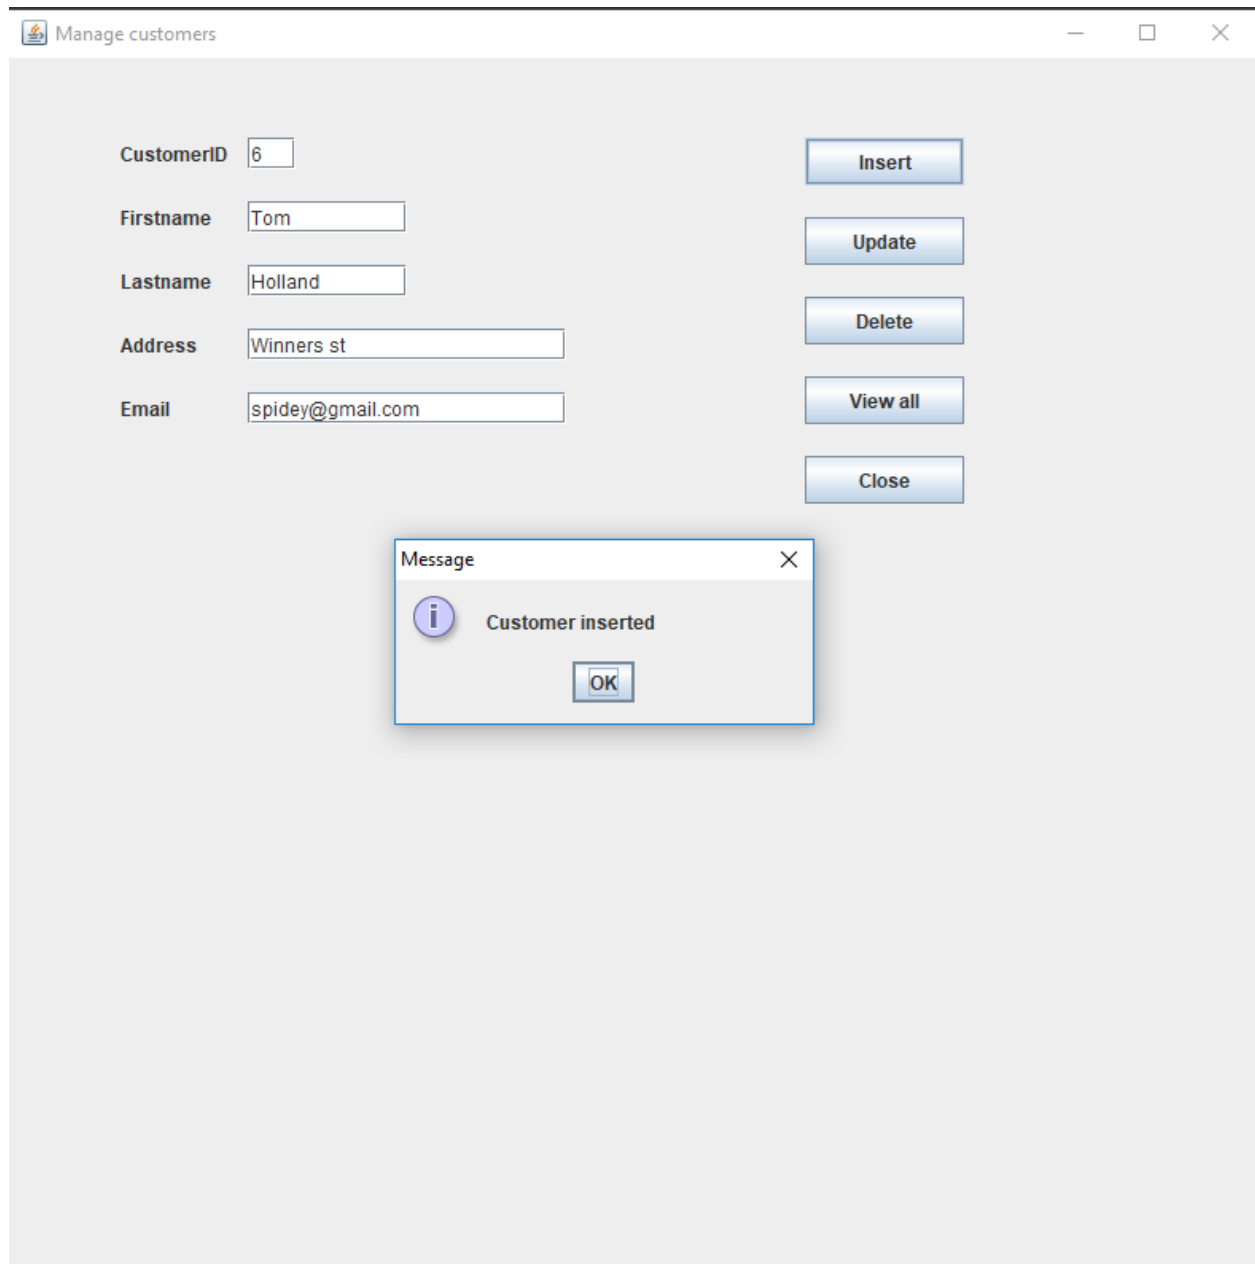 Manage customers
CustomerID 6
Firstname Tom
Lastname Holland
Address Winners st
Email spidey@gmail.com
Insert
Update
Delete
View all
Close
Message
Customer inserted
OK